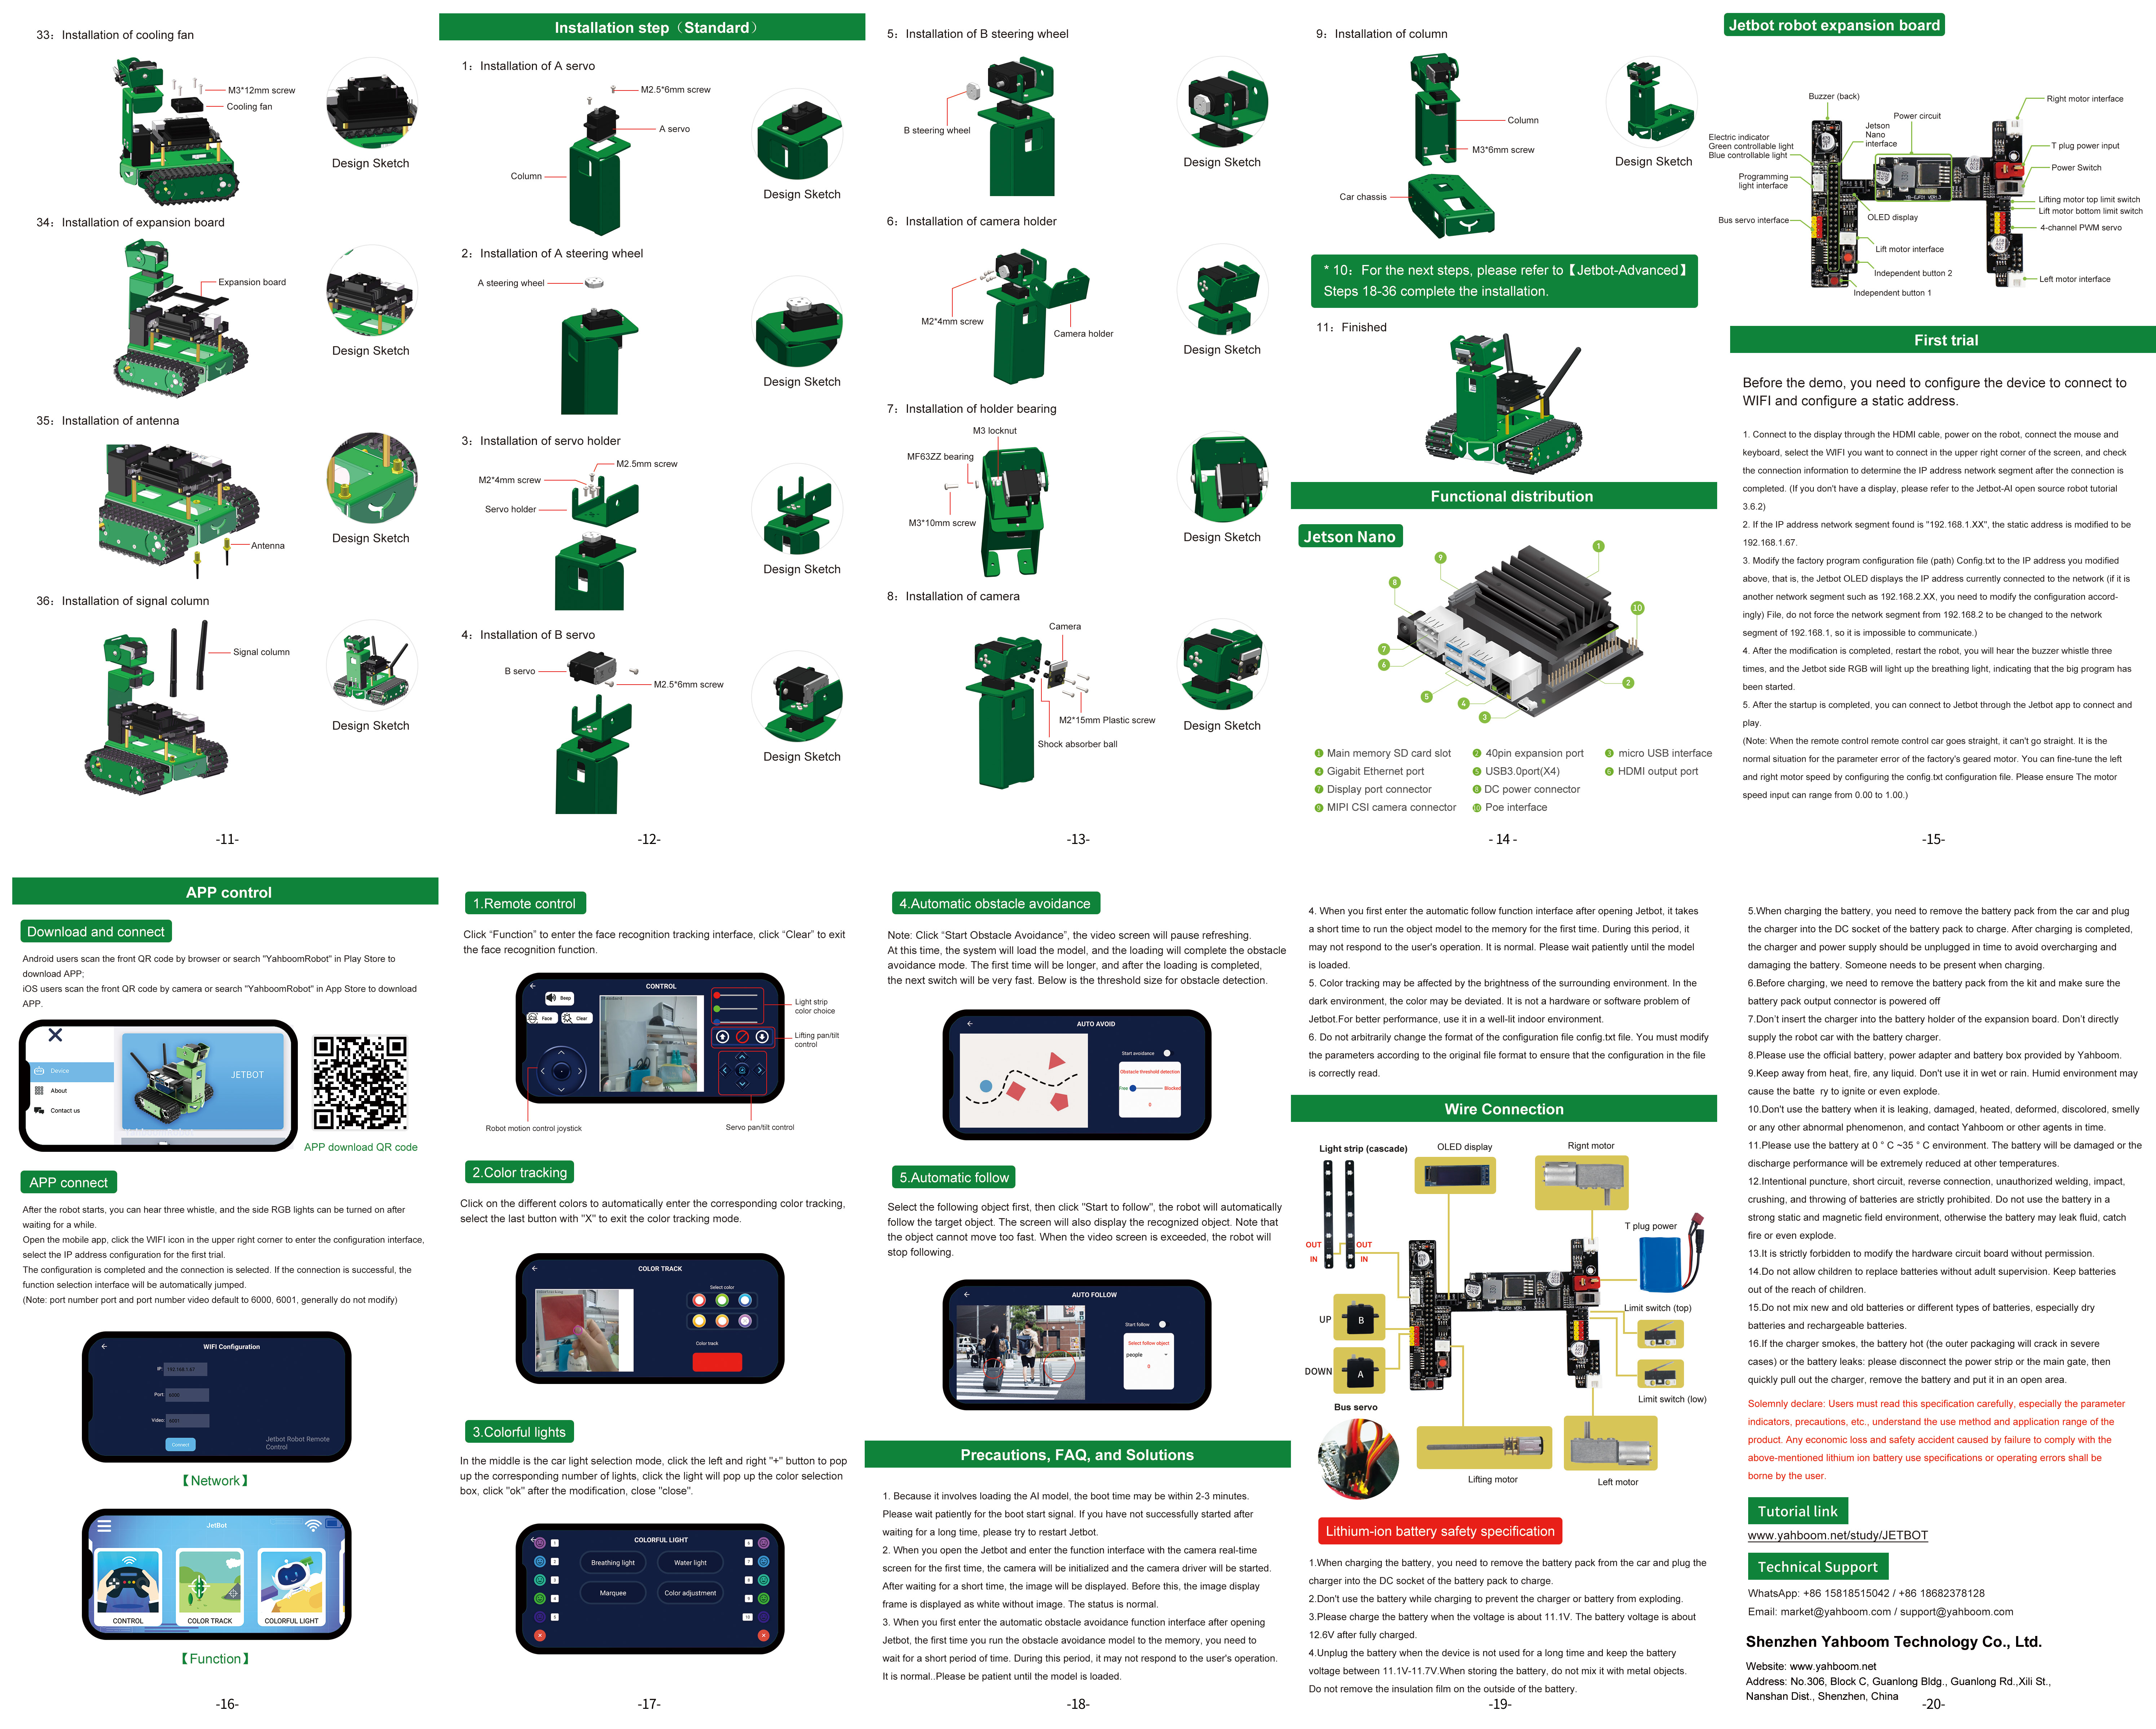 33：Installation of cooling fan
M3*12mm screw
Cooling fan
Design Sketch
34：Installation of expansion board
Expansion board
Design Sketch
35：Installation of antenna
Antenna
Design Sketch
36：Installation of signal column
Signal column
Design Sketch
-11-
Installation step（Standard）
1：Installation of A servo
M2.5*6mm screw
A servo
Column
Design Sketch
2：Installation of A steering wheel
A steering wheel
Design Sketch
3：Installation of servo holder
M2.5mm screw
M2*4mm screw
Servo holder
Design Sketch
4：Installation of B servo
B servo
M2.5*6mm screw
Design Sketch
-12-
5：Installation of B steering wheel
B steering wheel
Design Sketch
6：Installation of camera holder
M2*4mm screw
Camera holder
Design Sketch
7：Installation of holder bearing
M3 locknut
MF63ZZ bearing
M3*10mm screw
Design Sketch
8：Installation of camera
Camera
M2*15mm Plastic screw
Shock absorber ball
Design Sketch
-13-
9：Installation of column
Column
M3*6mm screw
Car chassis
Design Sketch
* 10：For the next steps, please refer to【Jetbot-Advanced】
Steps 18-36 complete the installation.
11：Finished
Functional distribution
Jetson Nano
1
9
8
10
7
6
5
4
3
2
1 Main memory SD card slot 2 40pin expansion port 3 micro USB interface
4 Gigabit Ethernet port 5 USB3.0port(X4) 6 HDMI output port
7 Display port connector 8 DC power connector
9 MIPI CSI camera connector 10 Poe interface
- 14 -
Jetbot robot expansion board
Buzzer (back)
Right motor interface
Power circuit
Jetson
Nano
interface
Electric indicator
Green controllable light
Blue controllable light
T plug power input
Power Switch
Programming
light interface
Lifting motor top limit switch
Lift motor bottom limit switch
Bus servo interface
OLED display
4-channel PWM servo
Lift motor interface
Independent button 2
Left motor interface
Independent button 1
First trial
Before the demo, you need to configure the device to connect to
WIFI and configure a static address.
1. Connect to the display through the HDMI cable, power on the robot, connect the mouse and
keyboard, select the WIFI you want to connect in the upper right corner of the screen, and check
the connection information to determine the IP address network segment after the connection is
completed. (If you don't have a display, please refer to the Jetbot-AI open source robot tutorial
3.6.2)
2. If the IP address network segment found is "192.168.1.XX", the static address is modified to be
192.168.1.67.
3. Modify the factory program configuration file (path) Config.txt to the IP address you modified
above, that is, the Jetbot OLED displays the IP address currently connected to the network (if it is
another network segment such as 192.168.2.XX, you need to modify the configuration accord-
ingly) File, do not force the network segment from 192.168.2 to be changed to the network
segment of 192.168.1, so it is impossible to communicate.)
4. After the modification is completed, restart the robot, you will hear the buzzer whistle three
times, and the Jetbot side RGB will light up the breathing light, indicating that the big program has
been started.
5. After the startup is completed, you can connect to Jetbot through the Jetbot app to connect and
play.
(Note: When the remote control remote control car goes straight, it can't go straight. It is the
normal situation for the parameter error of the factory's geared motor. You can fine-tune the left
and right motor speed by configuring the config.txt configuration file. Please ensure The motor
speed input can range from 0.00 to 1.00.)
-15-
APP control
Download and connect
Android users scan the front QR code by browser or search "YahboomRobot" in Play Store to
download APP;
iOS users scan the front QR code by camera or search "YahboomRobot" in App Store to download
APP.
Device
About
Contact us
JETBOT
APP download QR code
APP connect
After the robot starts, you can hear three whistle, and the side RGB lights can be turned on after
waiting for a while.
Open the mobile app, click the WIFI icon in the upper right corner to enter the configuration interface,
select the IP address configuration for the first trial.
The configuration is completed and the connection is selected. If the connection is successful, the
function selection interface will be automatically jumped.
(Note: port number port and port number video default to 6000, 6001, generally do not modify)
WIFI Configuration
IP: 192.168.1.67
Port: 6000
Video: 6001
Connect
Jetbot Robot Remote
Control
【Network】
JetBot
CONTROL
COLOR TRACK
COLORFUL LIGHT
【Function】
-16-
1.Remote control
Click “Function” to enter the face recognition tracking interface, click “Clear” to exit
the face recognition function.
CONTROL
Beep
Face
Clear
Light strip
color choice
Lifting pan/tilt
control
Robot motion control joystick
Servo pan/tilt control
2.Color tracking
Click on the different colors to automatically enter the corresponding color tracking,
select the last button with "X" to exit the color tracking mode.
COLOR TRACK
Select color
Color track
3.Colorful lights
In the middle is the car light selection mode, click the left and right "+" button to pop
up the corresponding number of lights, click the light will pop up the color selection
box, click "ok" after the modification, close "close".
COLORFUL LIGHT
Breathing light
Water light
Marquee
Color adjustment
-17-
4.Automatic obstacle avoidance
Note: Click “Start Obstacle Avoidance”, the video screen will pause refreshing.
At this time, the system will load the model, and the loading will complete the obstacle
avoidance mode. The first time will be longer, and after the loading is completed,
the next switch will be very fast. Below is the threshold size for obstacle detection.
AUTO AVOID
Start avoidance
Obstacle threshold detection
Free
Blocked
0
5.Automatic follow
Select the following object first, then click "Start to follow", the robot will automatically
follow the target object. The screen will also display the recognized object. Note that
the object cannot move too fast. When the video screen is exceeded, the robot will
stop following.
AUTO FOLLOW
Start follow
Select follow object
people
Precautions, FAQ, and Solutions
1. Because it involves loading the AI model, the boot time may be within 2-3 minutes.
Please wait patiently for the boot start signal. If you have not successfully started after
waiting for a long time, please try to restart Jetbot.
2. When you open the Jetbot and enter the function interface with the camera real-time
screen for the first time, the camera will be initialized and the camera driver will be started.
After waiting for a short time, the image will be displayed. Before this, the image display
frame is displayed as white without image. The status is normal.
3. When you first enter the automatic obstacle avoidance function interface after opening
Jetbot, the first time you run the obstacle avoidance model to the memory, you need to
wait for a short period of time. During this period, it may not respond to the user's operation.
It is normal..Please be patient until the model is loaded.
-18-
4. When you first enter the automatic follow function interface after opening Jetbot, it takes
a short time to run the object model to the memory for the first time. During this period, it
may not respond to the user's operation. It is normal. Please wait patiently until the model
is loaded.
5. Color tracking may be affected by the brightness of the surrounding environment. In the
dark environment, the color may be deviated. It is not a hardware or software problem of
Jetbot.For better performance, use it in a well-lit indoor environment.
6. Do not arbitrarily change the format of the configuration file config.txt file. You must modify
the parameters according to the original file format to ensure that the configuration in the file
is correctly read.
Wire Connection
Light strip (cascade)
OLED display
Rignt motor
T plug power
OUT
IN
OUT
IN
UP
B
DOWN
A
Bus servo
Limit switch (top)
Limit switch (low)
Lifting motor
Left motor
Lithium-ion battery safety specification
1.When charging the battery, you need to remove the battery pack from the car and plug the
charger into the DC socket of the battery pack to charge.
2.Don't use the battery while charging to prevent the charger or battery from exploding.
3.Please charge the battery when the voltage is about 11.1V. The battery voltage is about
12.6V after fully charged.
4.Unplug the battery when the device is not used for a long time and keep the battery
voltage between 11.1V-11.7V.When storing the battery, do not mix it with metal objects.
Do not remove the insulation film on the outside of the battery.
-19-
5.When charging the battery, you need to remove the battery pack from the car and plug
the charger into the DC socket of the battery pack to charge. After charging is completed,
the charger and power supply should be unplugged in time to avoid overcharging and
damaging the battery. Someone needs to be present when charging.
6.Before charging, we need to remove the battery pack from the kit and make sure the
battery pack output connector is powered off
7.Don’t insert the charger into the battery holder of the expansion board. Don’t directly
supply the robot car with the battery charger.
8.Please use the official battery, power adapter and battery box provided by Yahboom.
9.Keep away from heat, fire, any liquid. Don't use it in wet or rain. Humid environment may
cause the batte ry to ignite or even explode.
10.Don't use the battery when it is leaking, damaged, heated, deformed, discolored, smelly
or any other abnormal phenomenon, and contact Yahboom or other agents in time.
11.Please use the battery at 0 ° C ~35 ° C environment. The battery will be damaged or the
discharge performance will be extremely reduced at other temperatures.
12.Intentional puncture, short circuit, reverse connection, unauthorized welding, impact,
crushing, and throwing of batteries are strictly prohibited. Do not use the battery in a
strong static and magnetic field environment, otherwise the battery may leak fluid, catch
fire or even explode.
13.It is strictly forbidden to modify the hardware circuit board without permission.
14.Do not allow children to replace batteries without adult supervision. Keep batteries
out of the reach of children.
15.Do not mix new and old batteries or different types of batteries, especially dry
batteries and rechargeable batteries.
16.If the charger smokes, the battery hot (the outer packaging will crack in severe
cases) or the battery leaks: please disconnect the power strip or the main gate, then
quickly pull out the charger, remove the battery and put it in an open area.
Solemnly declare: Users must read this specification carefully, especially the parameter
indicators, precautions, etc., understand the use method and application range of the
product. Any economic loss and safety accident caused by failure to comply with the
above-mentioned lithium ion battery use specifications or operating errors shall be
borne by the user.
Tutorial link
www.yahboom.net/study/JETBOT
Technical Support
WhatsApp: +86 15818515042 / +86 18682378128
Email: market@yahboom.com / support@yahboom.com
Shenzhen Yahboom Technology Co., Ltd.
Website: www.yahboom.net
Address: No.306, Block C, Guanlong Bldg., Guanlong Rd.,Xili St.,
Nanshan Dist., Shenzhen, China
-20-